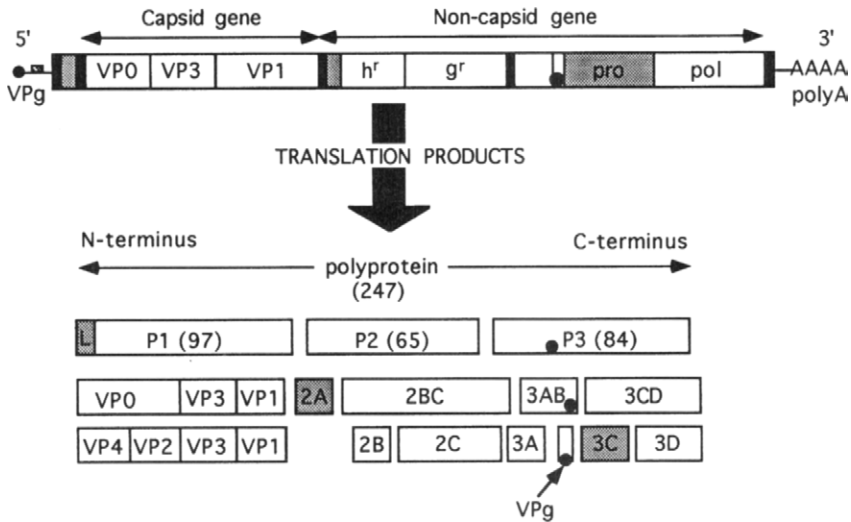 Capsid gene Non-capsid gene
5' 3'
VP0 VP3 VP1 hʳ gʳ pro pol AAAA
VPg polyA
TRANSLATION PRODUCTS
N-terminus C-terminus
polyprotein
(247)
L P1 (97) P2 (65) P3 (84)
VP0 VP3 VP1 2A 2BC 3AB 3CD
VP4 VP2 VP3 VP1 2B 2C 3A 3C 3D
VPg